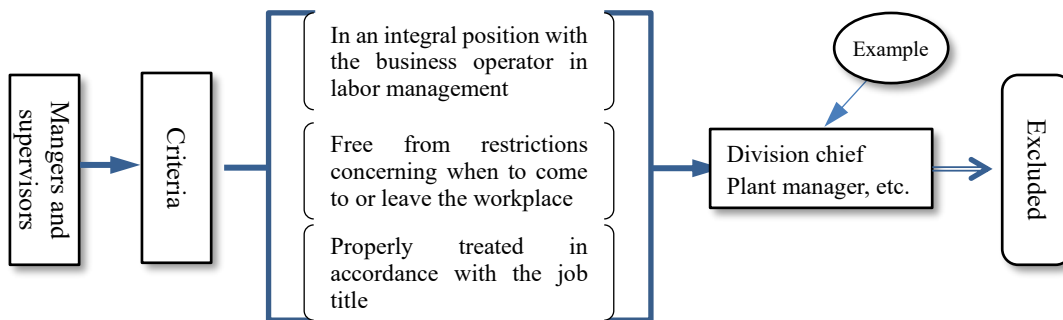 Mangers and
supervisors
Criteria
In an integral position with
the business operator in
labor management
Free from restrictions
concerning when to come
to or leave the workplace
Properly treated in
accordance with the job
title
Example
Division chief
Plant manager, etc.
Excluded